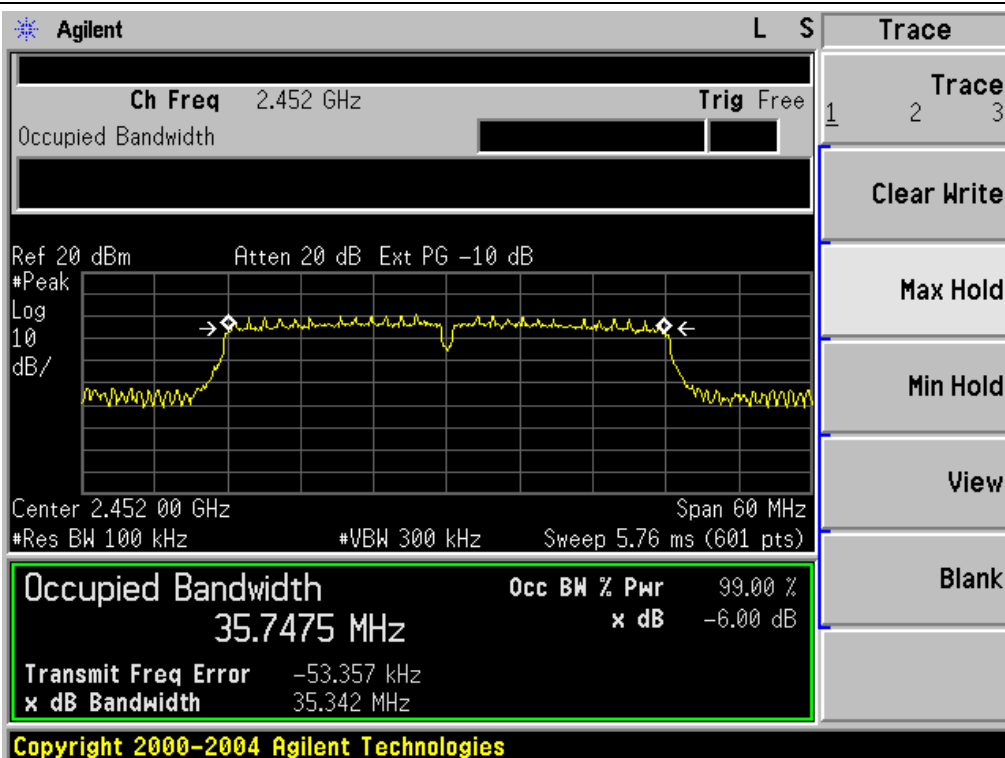 Agilent L S
Trace
Ch Freq 2.452 GHz Trig Free
Occupied Bandwidth
Trace
1 2 3
Clear Write
Max Hold
Min Hold
View
Blank
Ref 20 dBm Atten 20 dB Ext PG -10 dB
#Peak
Log
10
dB/
Center 2.452 00 GHz Span 60 MHz
#Res BW 100 kHz #VBW 300 kHz Sweep 5.76 ms (601 pts)
Occupied Bandwidth Occ BW % Pwr 99.00 %
35.7475 MHz x dB -6.00 dB
Transmit Freq Error -53.357 kHz
x dB Bandwidth 35.342 MHz
Copyright 2000-2004 Agilent Technologies